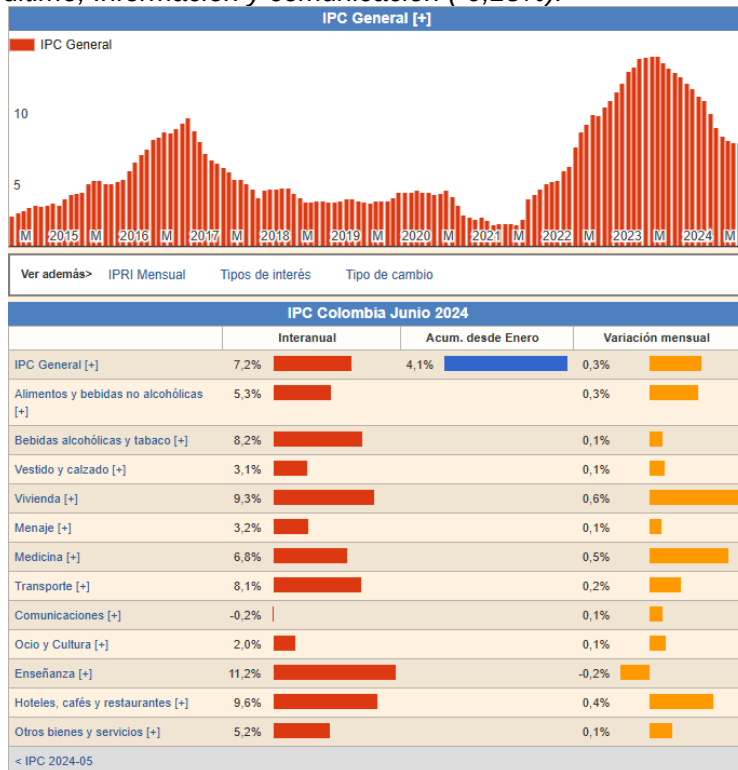 IPC General [+]
IPC General
10
5
M 2015 M 2016 M 2017 M 2018 M 2019 M 2020 M 2021 M 2022 M 2023 M 2024 M
Ver además> IPRI Mensual Tipos de interés Tipo de cambio
IPC Colombia Junio 2024
Interanual Acum. desde Enero Variación mensual
IPC General [+] 7,2% 4,1% 0,3%
Alimentos y bebidas no alcohólicas
[+] 5,3% 0,3%
Bebidas alcohólicas y tabaco [+] 8,2% 0,1%
Vestido y calzado [+] 3,1% 0,1%
Vivienda [+] 9,3% 0,6%
Menaje [+] 3,2% 0,1%
Medicina [+] 6,8% 0,5%
Transporte [+] 8,1% 0,2%
Comunicaciones [+] -0,2% 0,1%
Ocio y Cultura [+] 2,0% 0,1%
Enseñanza [+] 11,2% -0,2%
Hoteles, cafés y restaurantes [+] 9,6% 0,4%
Otros bienes y servicios [+] 5,2% 0,1%
< IPC 2024-05